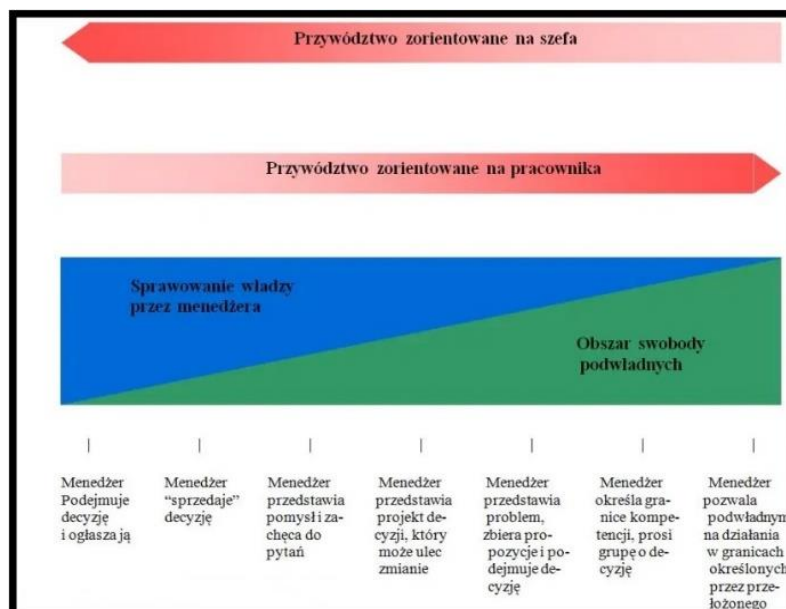 Przywództwo zorientowane na szefa
Przywództwo zorientowane na pracownika
Sprawowanie władzy
przez menedżera
Obszar swobody
podwładnych
Menedżer
Podejmuje
decyzję
i ogłasza ją
Menedżer
“sprzedaje”
decyzję
Menedżer
przedstawia
pomysł i za-
chęca do
pytań
Menedżer
przedstawia
projekt de-
cyzji, który
może ulec
zmianie
Menedżer
przedstawia
problem,
zbiera pro-
pozycje i po-
dejmuje de-
cyzję
Menedżer
określa gra-
nice kompe-
tencji, prosi
grupę o de-
cyzję
Menedżer
pozwala
podwładnym
na działania
w granicach
określonych
przez prze-
łożonego